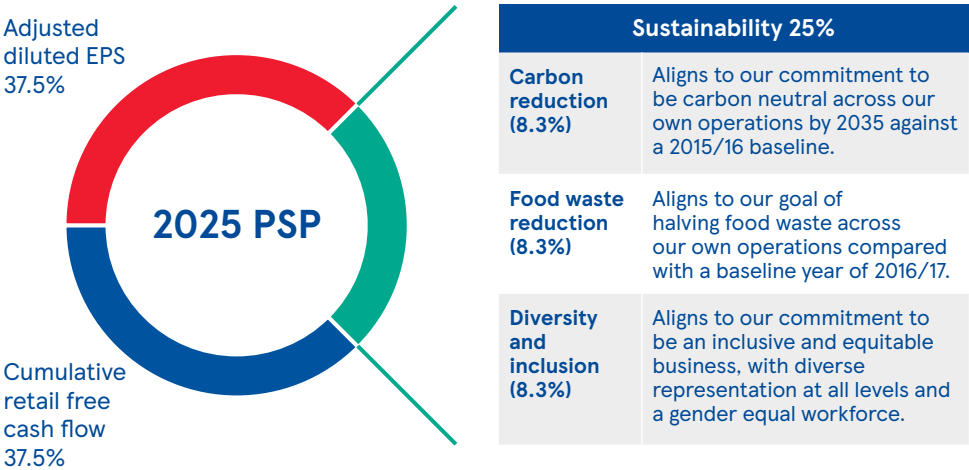 Adjusted
diluted EPS
37.5%
2025 PSP
Cumulative
retail free
cash flow
37.5%
Sustainability 25%
Carbon
reduction
(8.3%)
Aligns to our commitment to
be carbon neutral across our
own operations by 2035 against
a 2015/16 baseline.
Food waste
reduction
(8.3%)
Aligns to our goal of
halving food waste across
our own operations compared
with a baseline year of 2016/17.
Diversity
and
inclusion
(8.3%)
Aligns to our commitment to
be an inclusive and equitable
business, with diverse
representation at all levels and
a gender equal workforce.